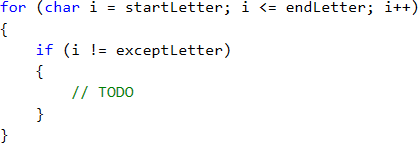 for (char i = startLetter; i <= endLetter; i++)
{
    if (i != exceptLetter)
    {
        // TODO
    }
}